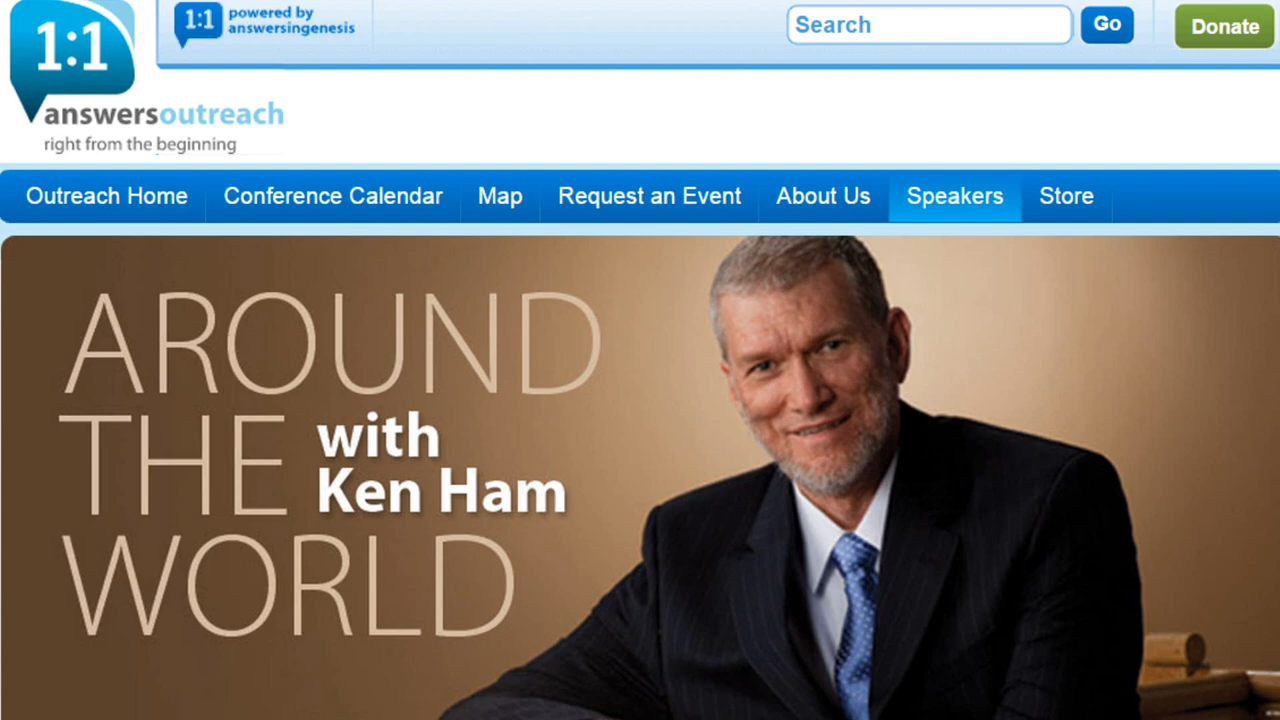 1:1
1:1
powered by
answersingenesis
Search
Go
Donate
answersoutreach
right from the beginning
Outreach Home
Conference Calendar
Map
Request an Event
About Us
Speakers
Store
AROUND
THE
with
Ken Ham
WORLD